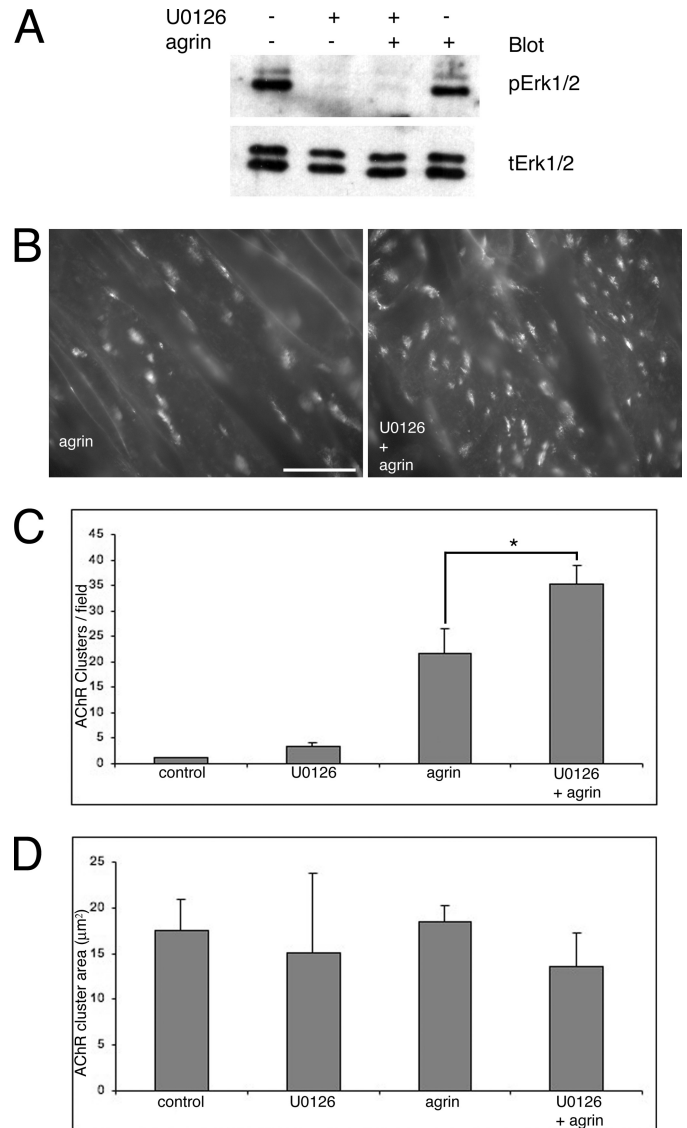 A
U0126 - + + -
agrin - - + + Blot
pErk1/2
tErk1/2
B
agrin
U0126
+
agrin
C
AChR Clusters / field
45
40
35
30
25
20
15
10
5
0
*
control U0126 agrin U0126
+ agrin
D
AChR cluster area (μm²)
25
20
15
10
5
0
control U0126 agrin U0126
+ agrin